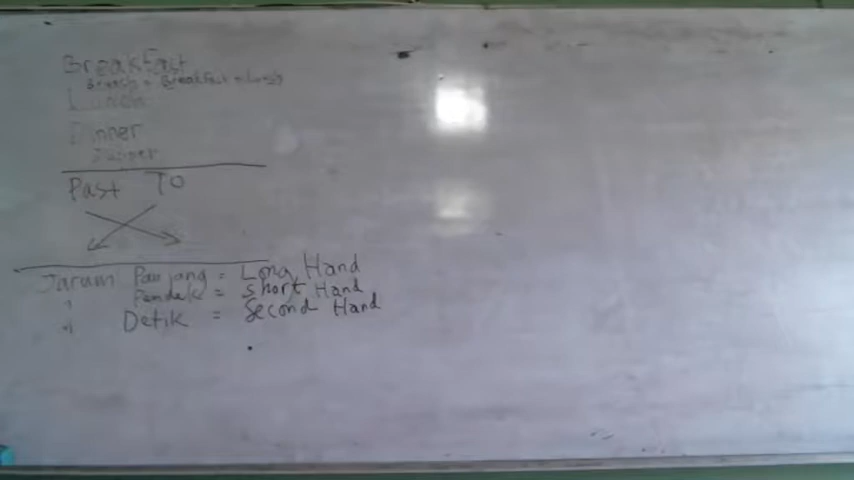 Breakfast
Brunch = Breakfast + Lunch
Lunch
Dinner
Supper
Past To
Jarum Panjang = Long Hand
" Pendek = Short Hand
" Detik = Second Hand